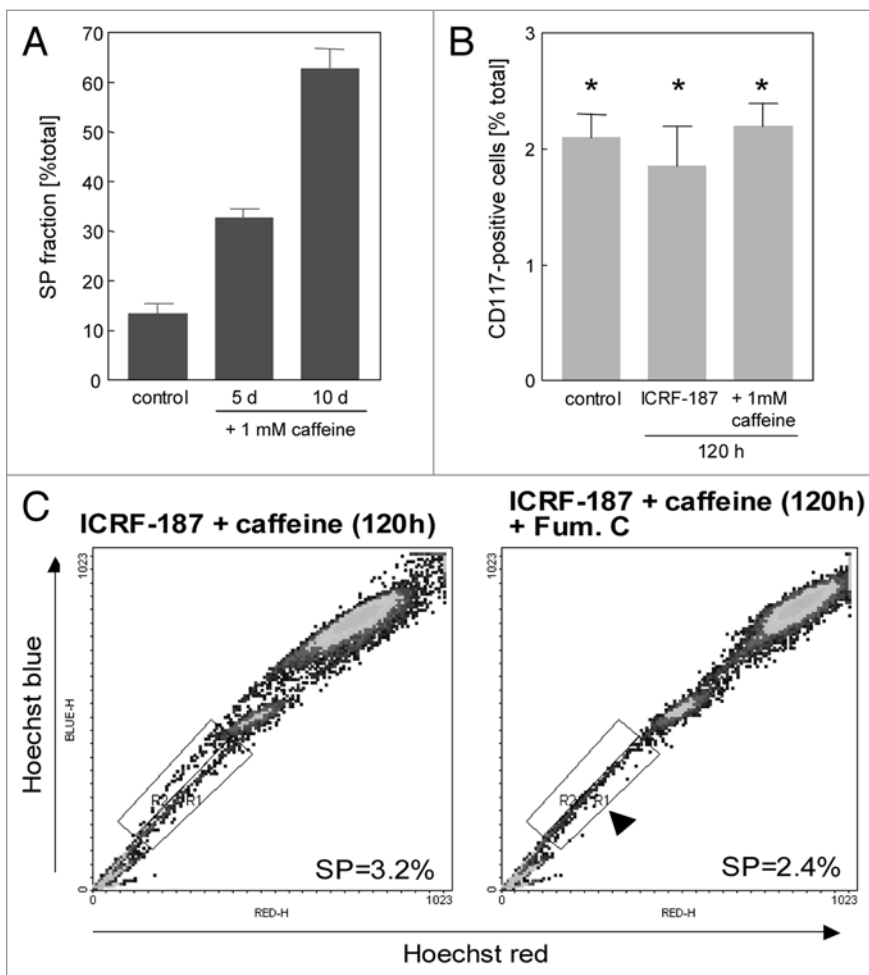 A
SP fraction [%total]
70
60
50
40
30
20
10
0
control
5 d
10 d
+ 1 mM caffeine
B
CD117-positive cells [% total]
3
2
1
0
* * *
control
ICRF-187
+ 1mM
caffeine
120 h
C
ICRF-187 + caffeine (120h)
Hoechst blue
1023
BLUE-H
0
R2
R1
SP=3.2%
0
RED-H
1023
ICRF-187 + caffeine (120h)
+ Fum. C
1023
0
R2
R1
SP=2.4%
0
RED-H
1023
Hoechst red